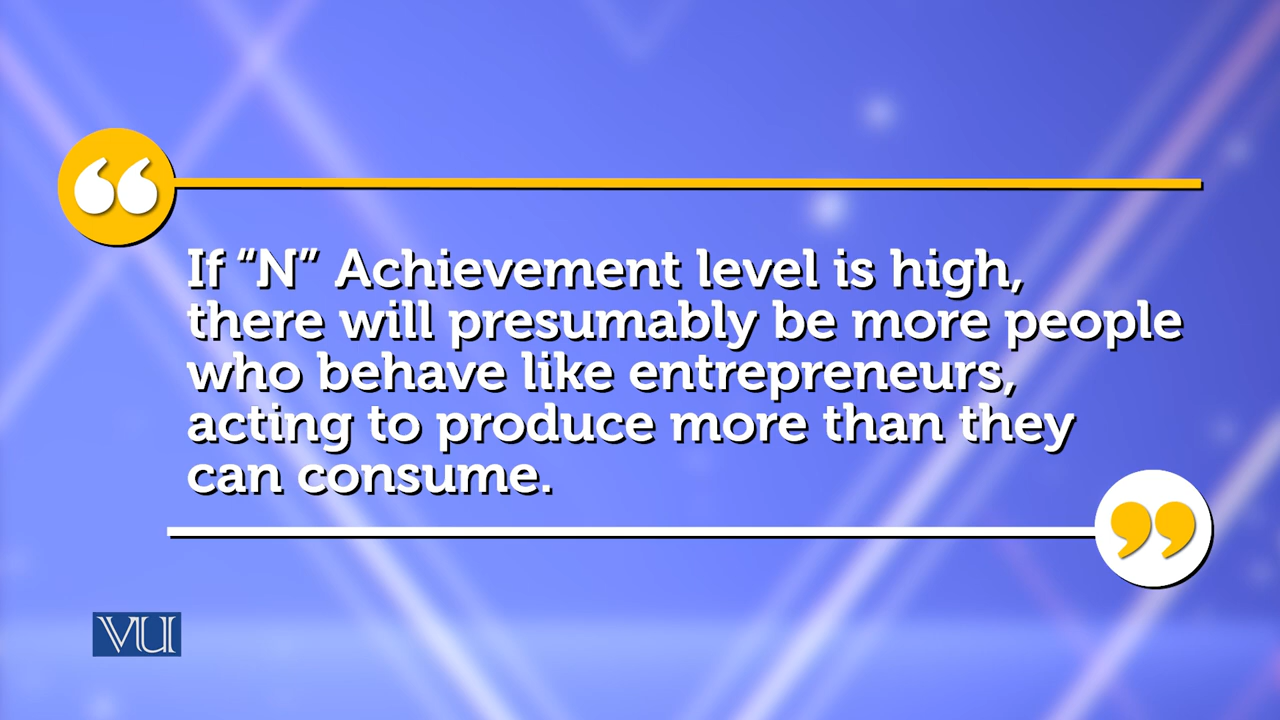 If “N” Achievement level is high,
there will presumably be more people
who behave like entrepreneurs,
acting to produce more than they
can consume.
VU